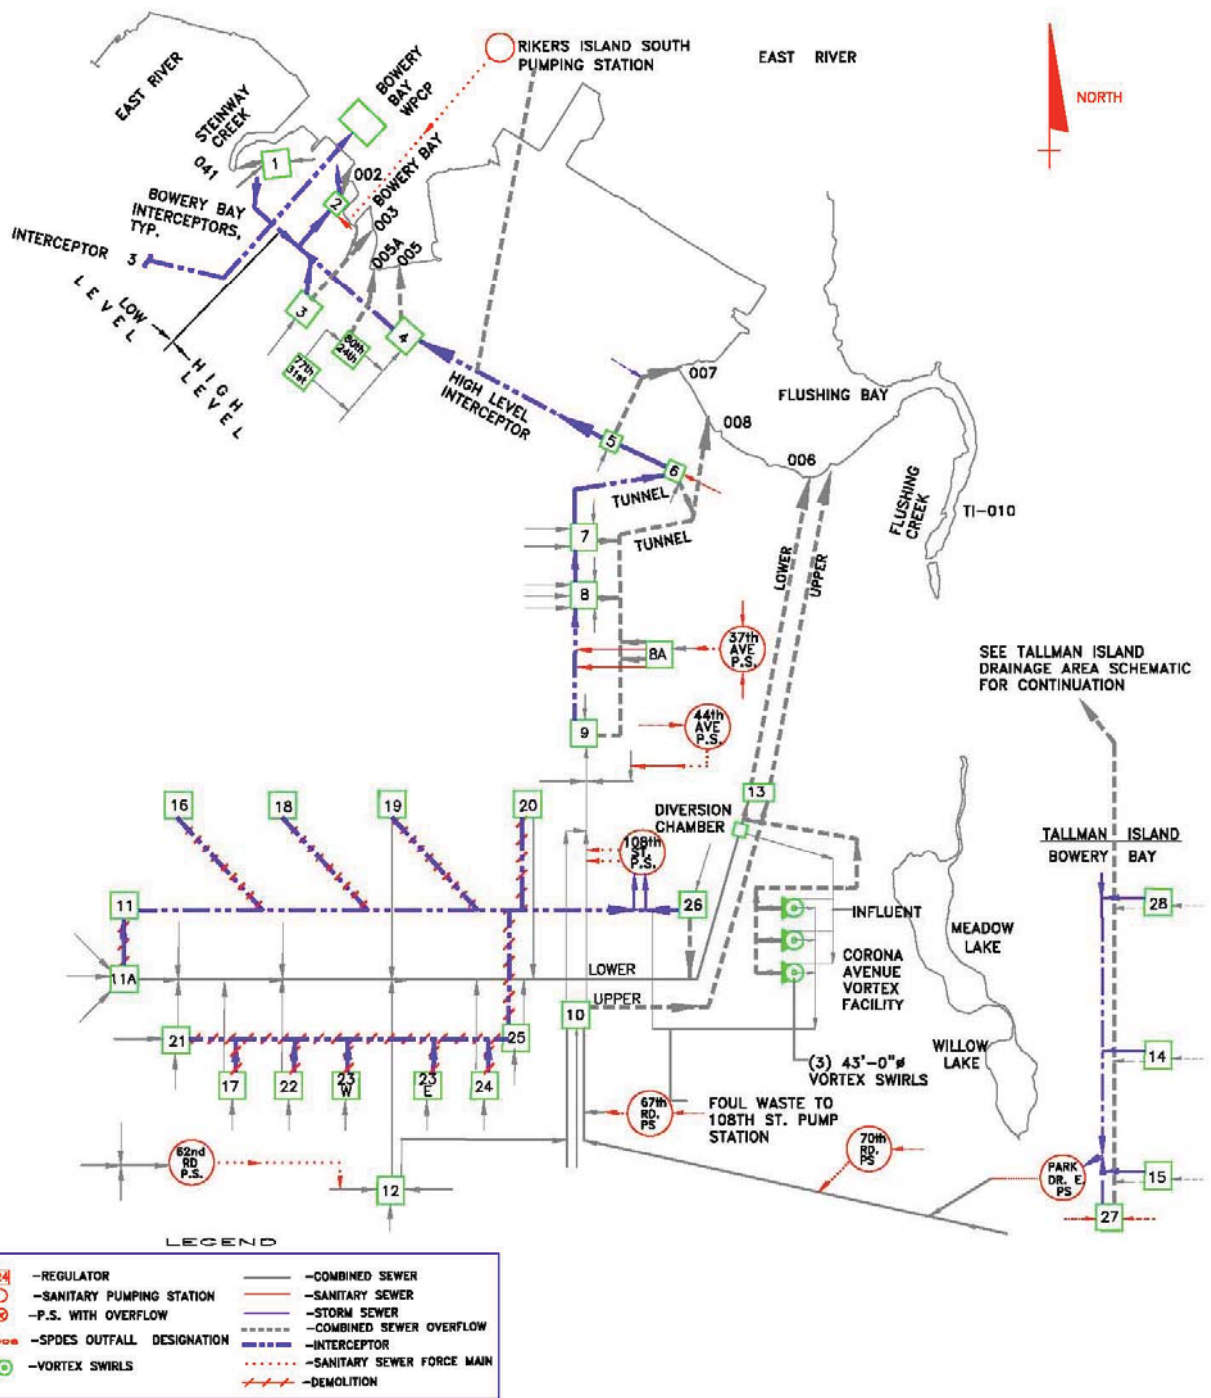 RIKERS ISLAND SOUTH
PUMPING STATION
EAST RIVER
NORTH
EAST RIVER
STEINWAY
CREEK
041
BOWERY
BAY
WPCP
1
002
BOWERY BAY
2
003
BOWERY BAY
INTERCEPTORS,
TYP.
INTERCEPTOR 3
005A
005
LOW
LEVEL
HIGH
LEVEL
3
80th
24th
77th
31st
4
HIGH LEVEL
INTERCEPTOR
007
FLUSHING BAY
008
006
5
6
TUNNEL
TUNNEL
FLUSHING
CREEK
TI-010
7
8
LOWER
UPPER
8A
37th
AVE
P.S.
SEE TALLMAN ISLAND
DRAINAGE AREA SCHEMATIC
FOR CONTINUATION
9
44th
AVE
P.S.
16
18
19
20
13
DIVERSION
CHAMBER
108th
ST.
P.S.
TALLMAN ISLAND
BOWERY BAY
11
26
INFLUENT
28
MEADOW
LAKE
11A
LOWER
UPPER
CORONA
AVENUE
VORTEX
FACILITY
10
21
25
WILLOW
LAKE
14
17
22
23
W
23
E
24
(3) 43'-0"ø
VORTEX SWIRLS
67th
RD.
PS
FOUL WASTE TO
108TH ST. PUMP
STATION
70th
RD.
PS
62nd
RD
P.S.
12
PARK
DR. E.
PS
15
27
LEGEND
24 -REGULATOR
-SANITARY PUMPING STATION
-P.S. WITH OVERFLOW
-SPDES OUTFALL DESIGNATION
-VORTEX SWIRLS
-COMBINED SEWER
-SANITARY SEWER
-STORM SEWER
-COMBINED SEWER OVERFLOW
-INTERCEPTOR
-SANITARY SEWER FORCE MAIN
-DEMOLITION